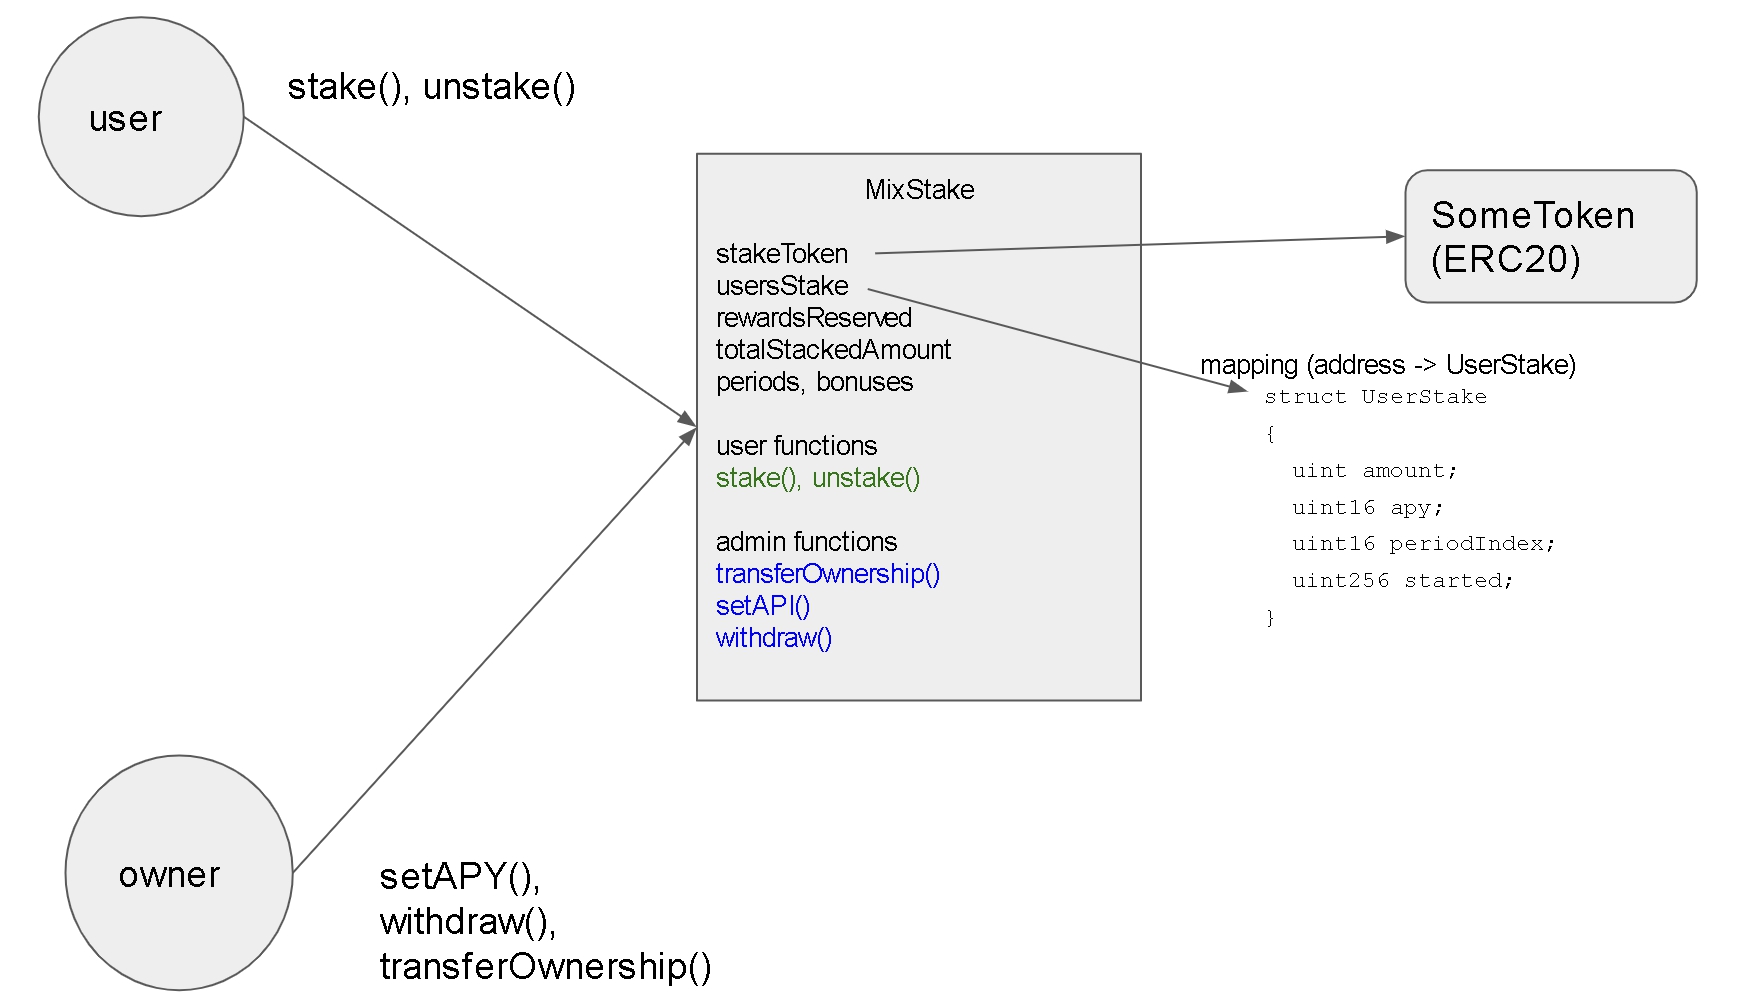 user
stake(), unstake()
MixStake
stakeToken
usersStake
rewardsReserved
totalStackedAmount
periods, bonuses
user functions
stake(), unstake()
admin functions
transferOwnership()
setAPI()
withdraw()
SomeToken
(ERC20)
mapping (address -> UserStake)
struct UserStake
{
uint amount;
uint16 apy;
uint16 periodIndex;
uint256 started;
}
owner
setAPY(),
withdraw(),
transferOwnership()